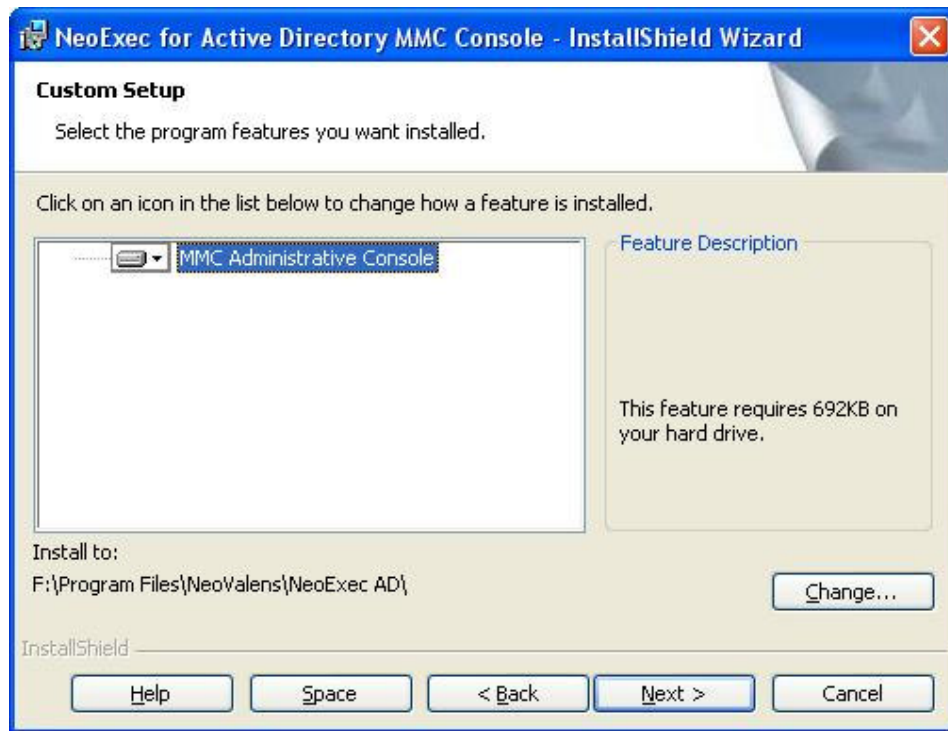 NeoExec for Active Directory MMC Console - InstallShield Wizard
Custom Setup
Select the program features you want installed.
Click on an icon in the list below to change how a feature is installed.
MMC Administrative Console
Feature Description
This feature requires 692KB on
your hard drive.
Install to:
F:\Program Files\NeoValens\NeoExec AD\
Change...
InstallShield
Help
Space
< Back
Next >
Cancel